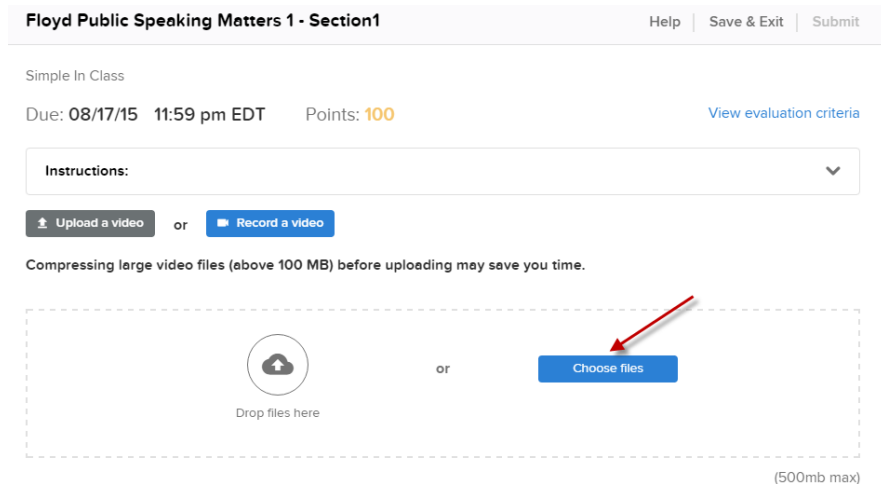 Floyd Public Speaking Matters 1 - Section1 Help Save & Exit Submit
Simple In Class
Due: 08/17/15 11:59 pm EDT Points: 100 View evaluation criteria
Instructions:
Upload a video or Record a video
Compressing large video files (above 100 MB) before uploading may save you time.
or Choose files
Drop files here
(500mb max)